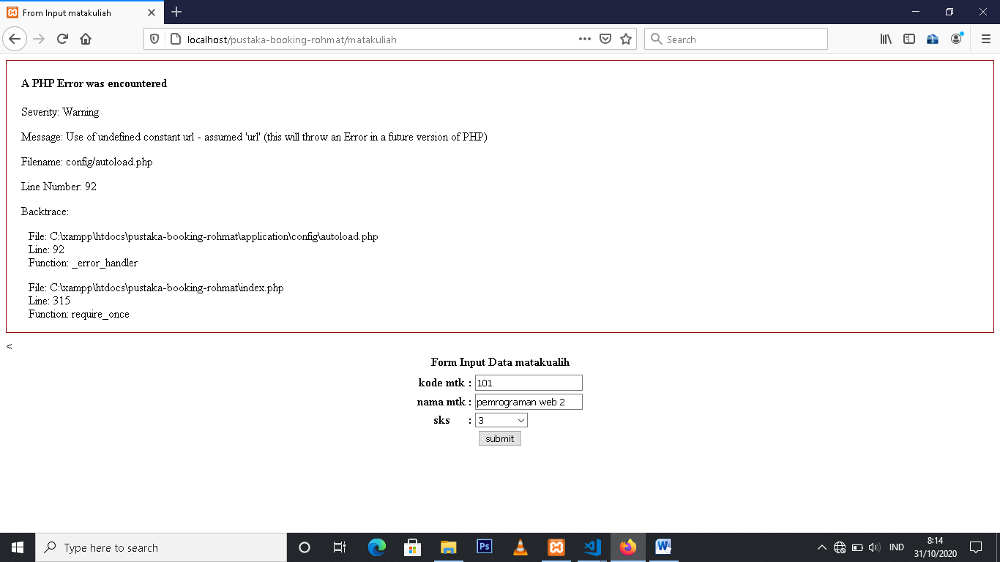 From Input matakuliah
localhost/pustaka-booking-rohmat/matakuliah
Search
A PHP Error was encountered
Severity: Warning
Message: Use of undefined constant url - assumed 'url' (this will throw an Error in a future version of PHP)
Filename: config/autoload.php
Line Number: 92
Backtrace:
File: C:\xampp\htdocs\pustaka-booking-rohmat\application\config\autoload.php
Line: 92
Function: _error_handler
File: C:\xampp\htdocs\pustaka-booking-rohmat\index.php
Line: 315
Function: require_once
<
Form Input Data matakualih
kode mtk : 101
nama mtk : pemrograman web 2
sks : 3
submit
Type here to search
Ps
W
IND
8:14
31/10/2020